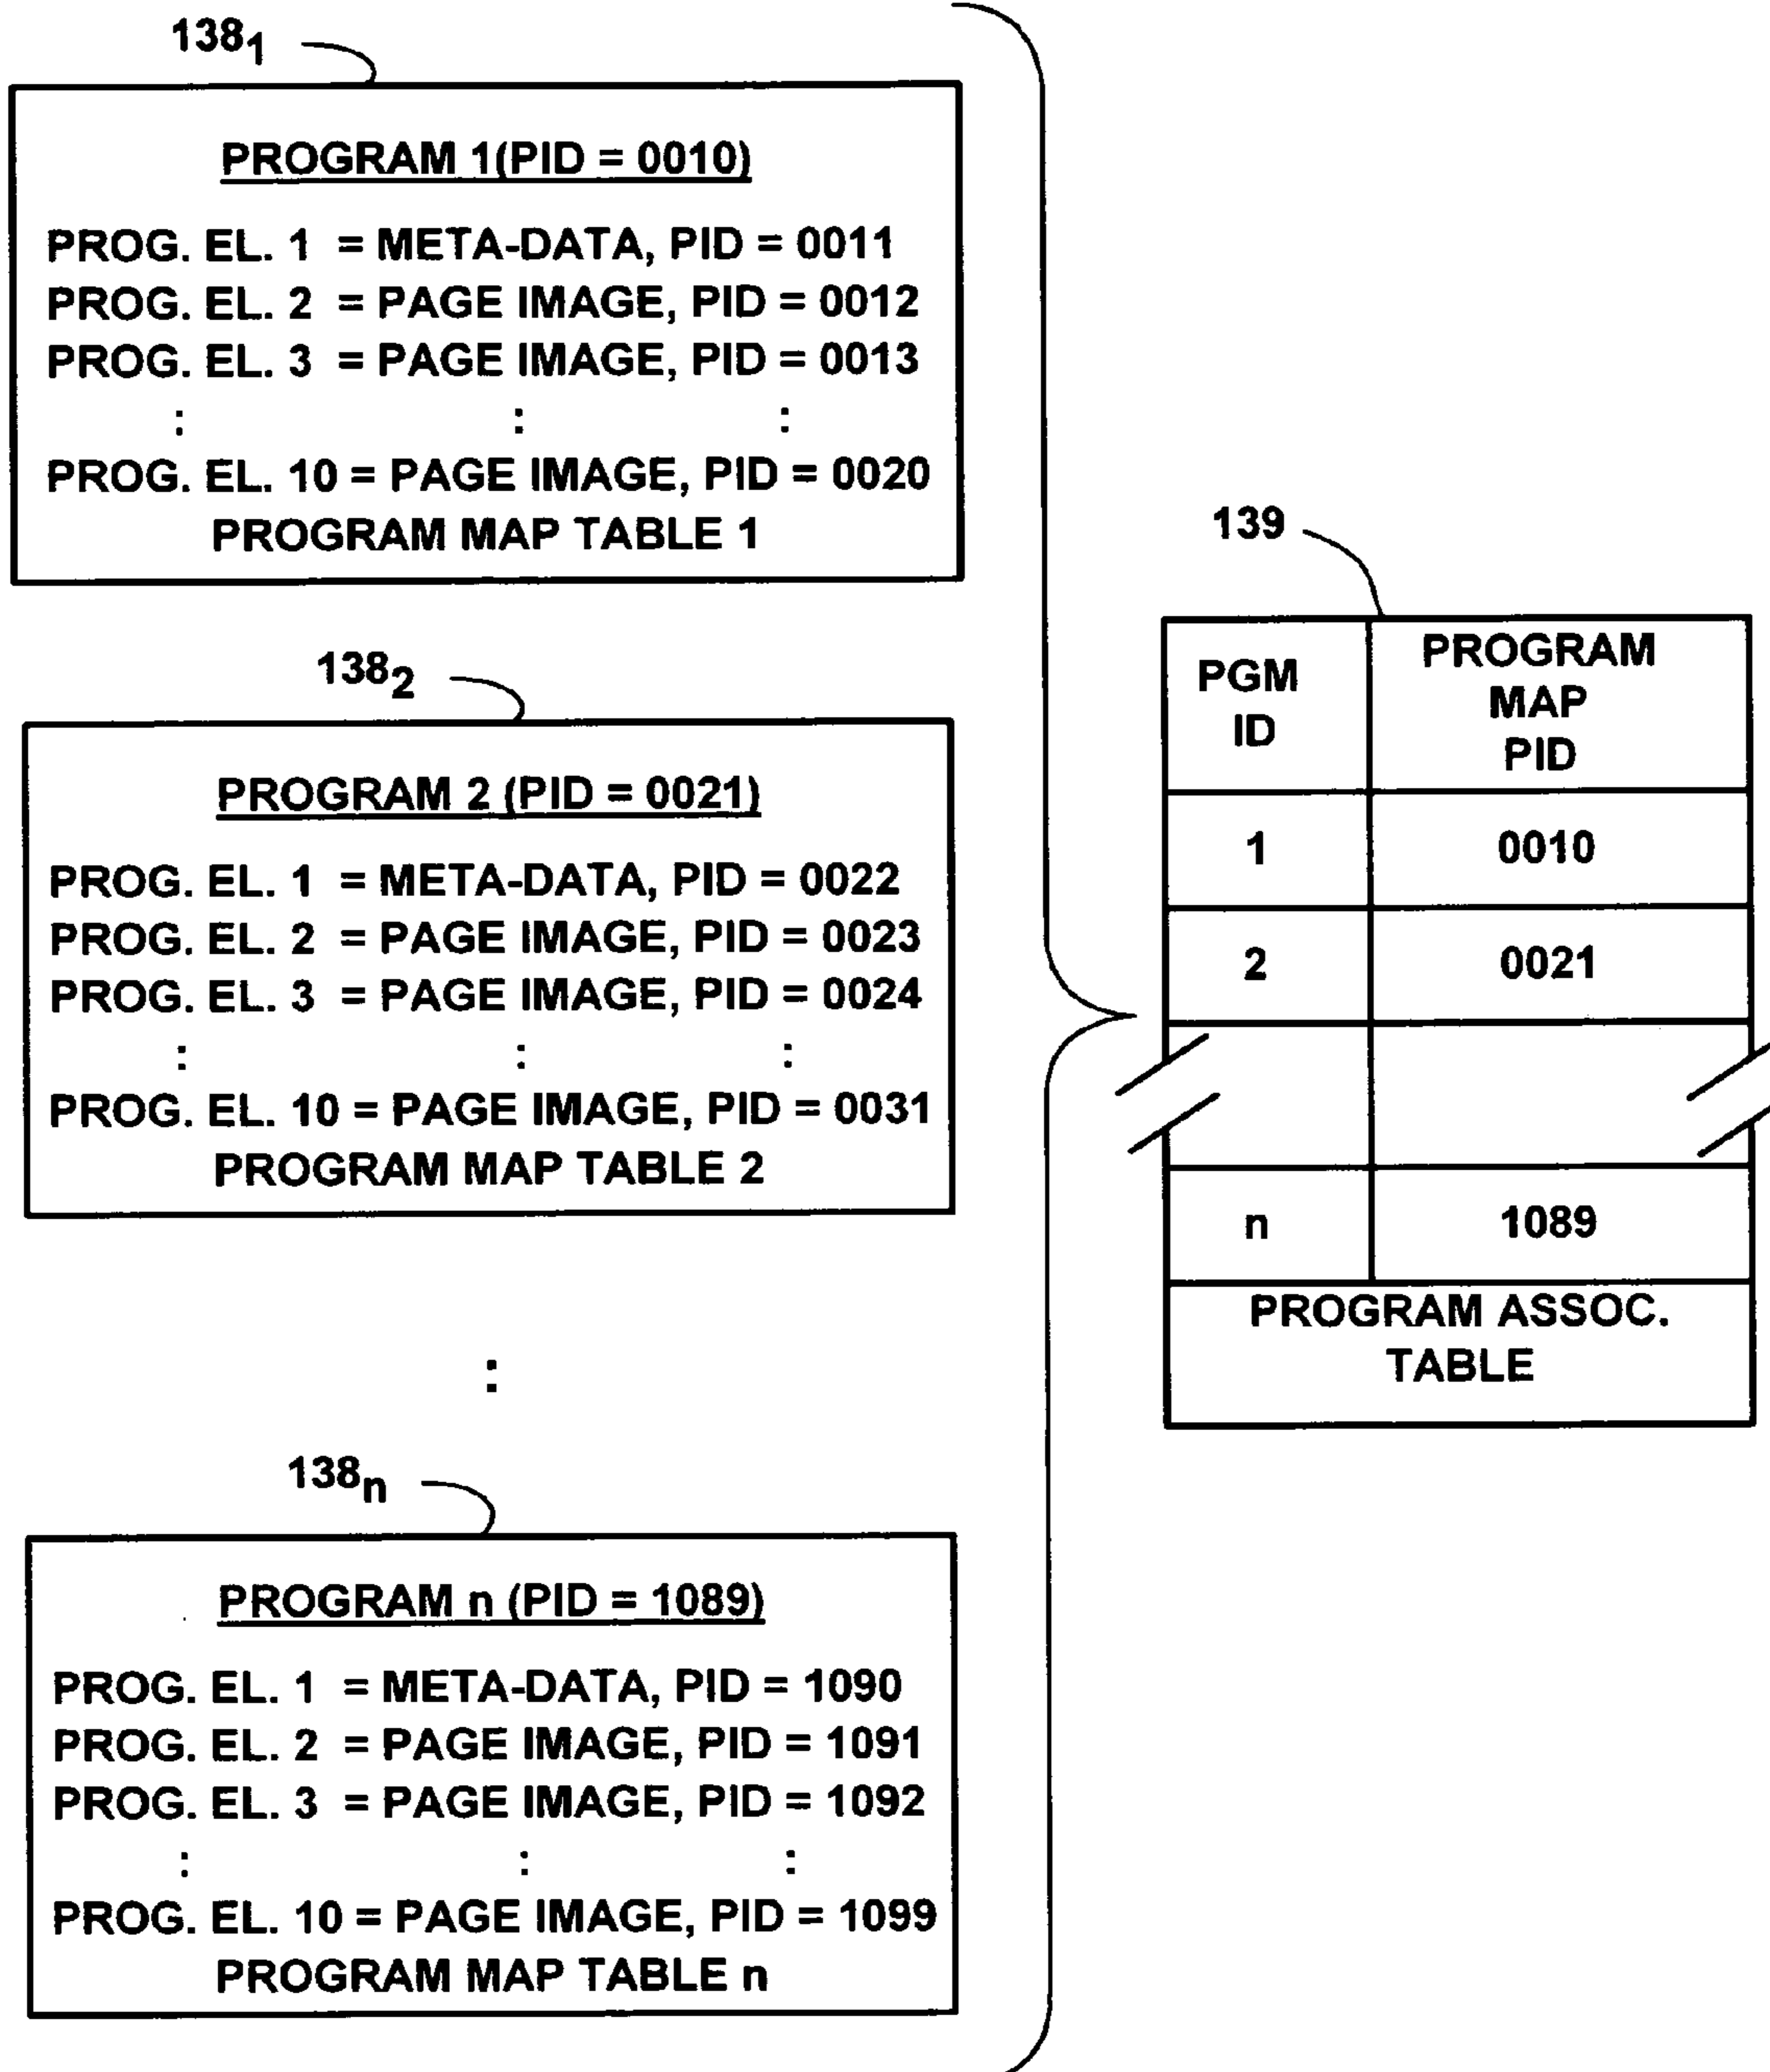 138₁
PROGRAM 1(PID = 0010)
PROG. EL. 1 = META-DATA, PID = 0011
PROG. EL. 2 = PAGE IMAGE, PID = 0012
PROG. EL. 3 = PAGE IMAGE, PID = 0013
: : :
PROG. EL. 10 = PAGE IMAGE, PID = 0020
PROGRAM MAP TABLE 1
138₂
PROGRAM 2 (PID = 0021)
PROG. EL. 1 = META-DATA, PID = 0022
PROG. EL. 2 = PAGE IMAGE, PID = 0023
PROG. EL. 3 = PAGE IMAGE, PID = 0024
: : :
PROG. EL. 10 = PAGE IMAGE, PID = 0031
PROGRAM MAP TABLE 2
:
138ₙ
PROGRAM n (PID = 1089)
PROG. EL. 1 = META-DATA, PID = 1090
PROG. EL. 2 = PAGE IMAGE, PID = 1091
PROG. EL. 3 = PAGE IMAGE, PID = 1092
: : :
PROG. EL. 10 = PAGE IMAGE, PID = 1099
PROGRAM MAP TABLE n
139
PGM
ID
PROGRAM
MAP
PID
1 0010
2 0021
n 1089
PROGRAM ASSOC.
TABLE